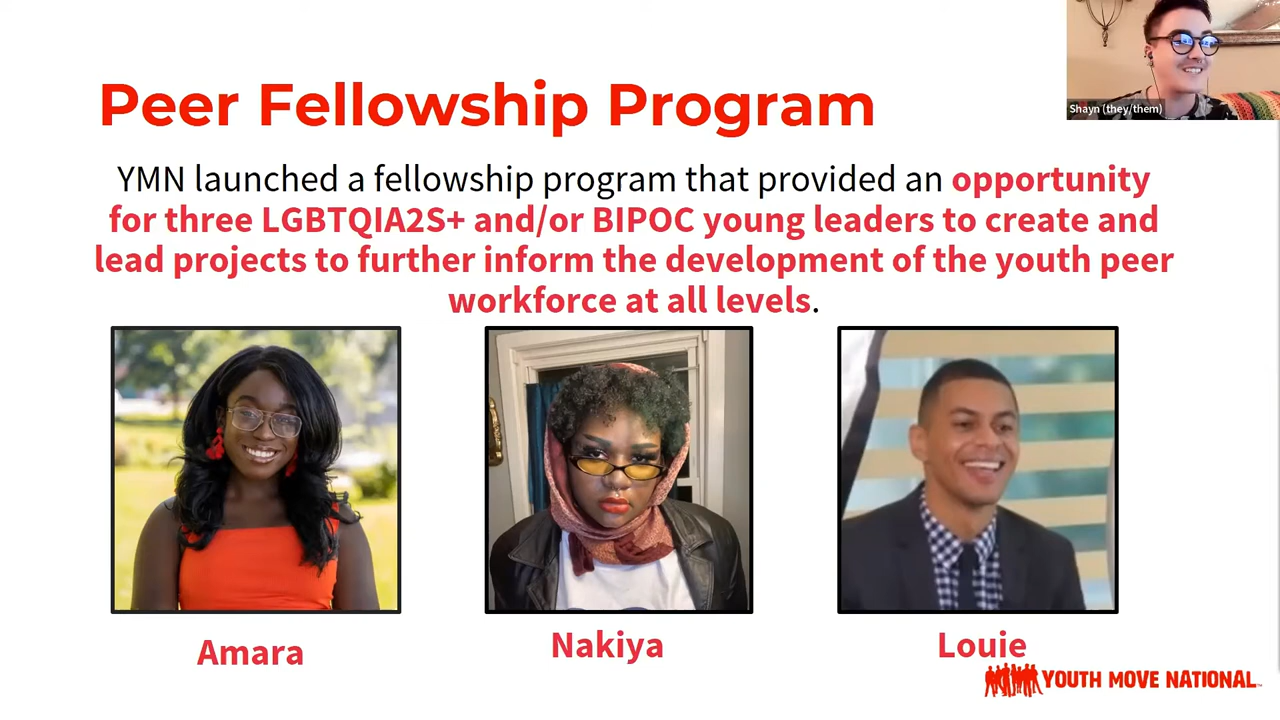 Peer Fellowship Program
Shayn (they/them)
YMN launched a fellowship program that provided an opportunity
for three LGBTQIA2S+ and/or BIPOC young leaders to create and
lead projects to further inform the development of the youth peer
workforce at all levels.
Amara
Nakiya
Louie
YOUTH MOVE NATIONAL